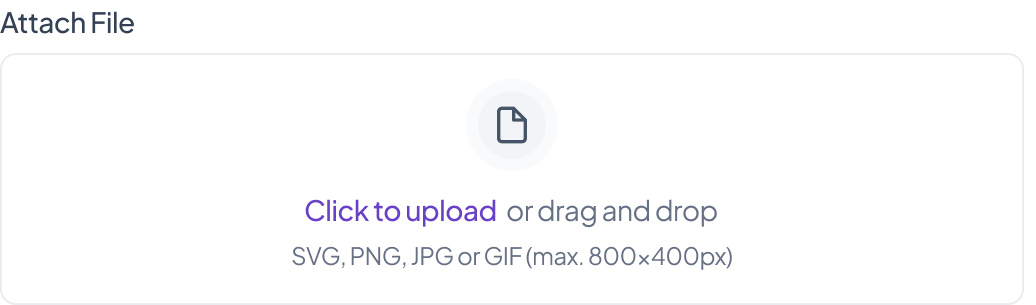 Attach File
Click to upload or drag and drop
SVG, PNG, JPG or GIF (max. 800×400px)